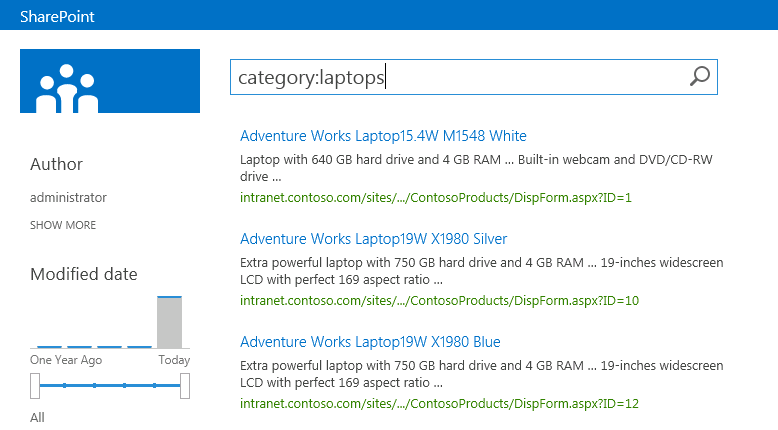 SharePoint
category:laptops
Author
administrator
SHOW MORE
Modified date
One Year Ago Today
All
Adventure Works Laptop15.4W M1548 White
Laptop with 640 GB hard drive and 4 GB RAM ... Built-in webcam and DVD/CD-RW
drive ...
intranet.contoso.com/sites/.../ContosoProducts/DispForm.aspx?ID=1
Adventure Works Laptop19W X1980 Silver
Extra powerful laptop with 750 GB hard drive and 4 GB RAM ... 19-inches widescreen
LCD with perfect 169 aspect ratio ...
intranet.contoso.com/sites/.../ContosoProducts/DispForm.aspx?ID=10
Adventure Works Laptop19W X1980 Blue
Extra powerful laptop with 750 GB hard drive and 4 GB RAM ... 19-inches widescreen
LCD with perfect 169 aspect ratio ...
intranet.contoso.com/sites/.../ContosoProducts/DispForm.aspx?ID=12